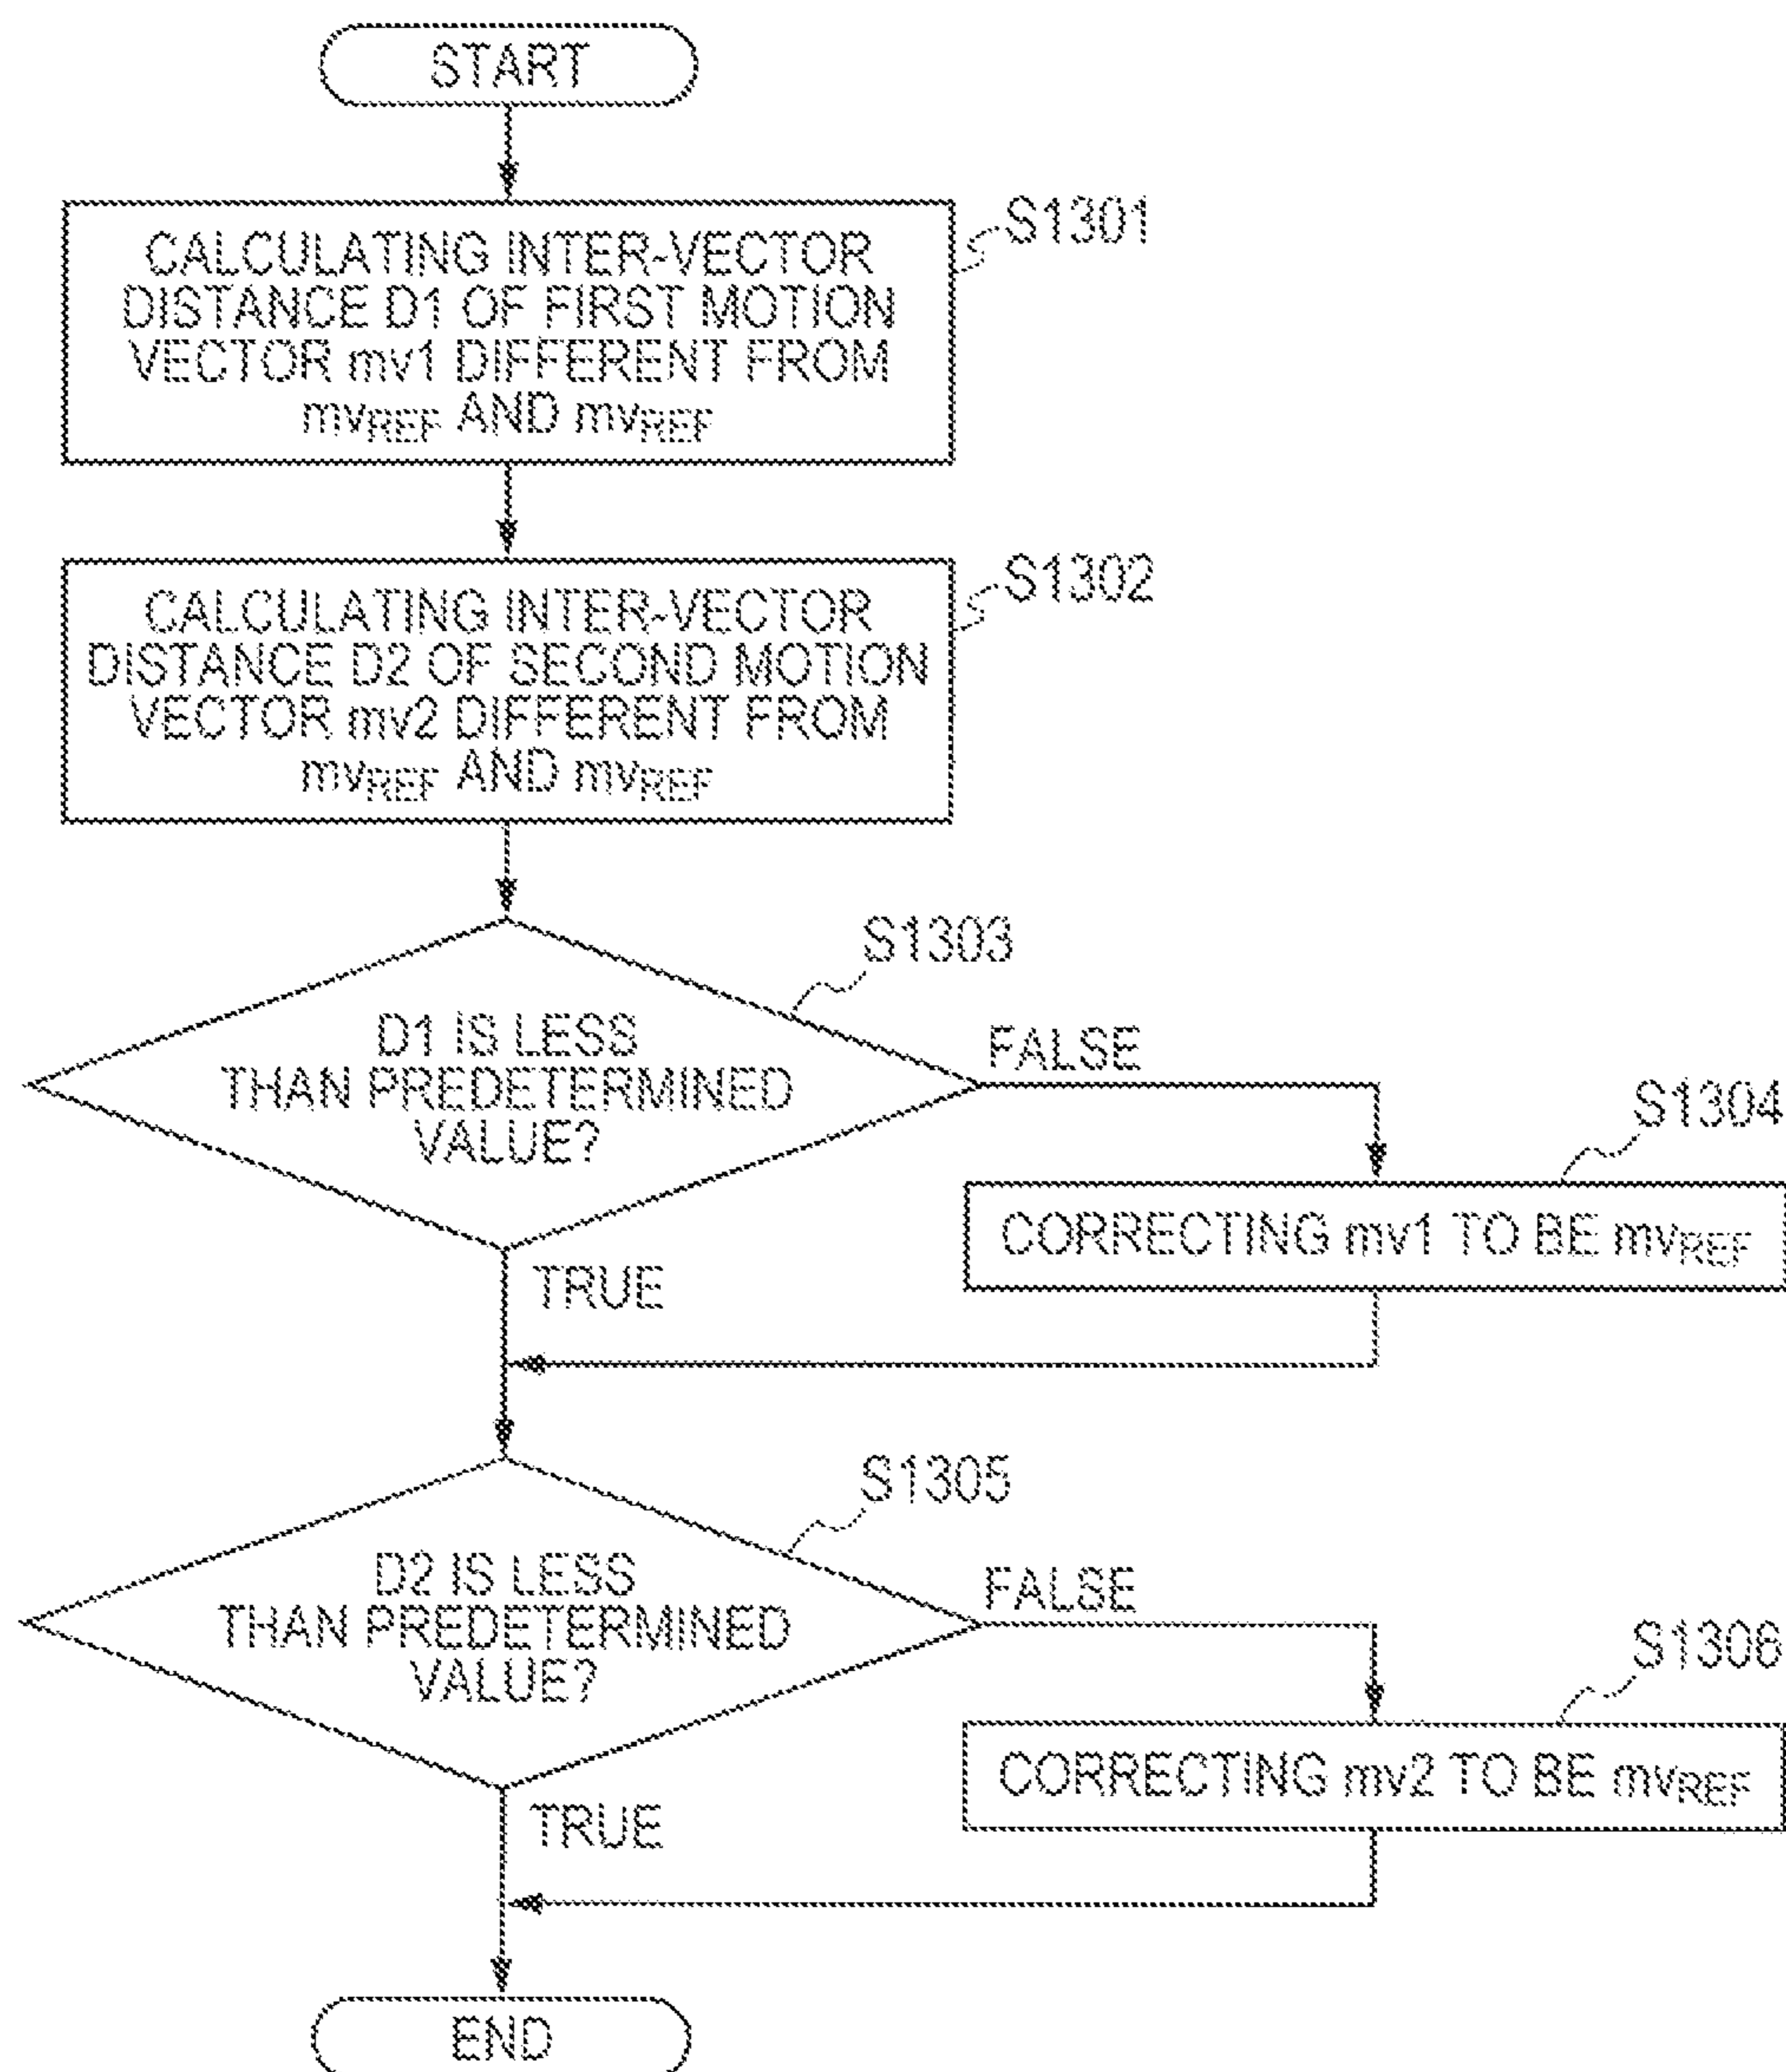 START
S1301
CALCULATING INTER-VECTOR
DISTANCE D1 OF FIRST MOTION
VECTOR mv1 DIFFERENT FROM
mvREF AND mvREF
S1302
CALCULATING INTER-VECTOR
DISTANCE D2 OF SECOND MOTION
VECTOR mv2 DIFFERENT FROM
mvREF AND mvREF
S1303
D1 IS LESS
THAN PREDETERMINED
VALUE?
FALSE
S1304
CORRECTING mv1 TO BE mvREF
TRUE
S1305
D2 IS LESS
THAN PREDETERMINED
VALUE?
FALSE
S1306
CORRECTING mv2 TO BE mvREF
TRUE
END